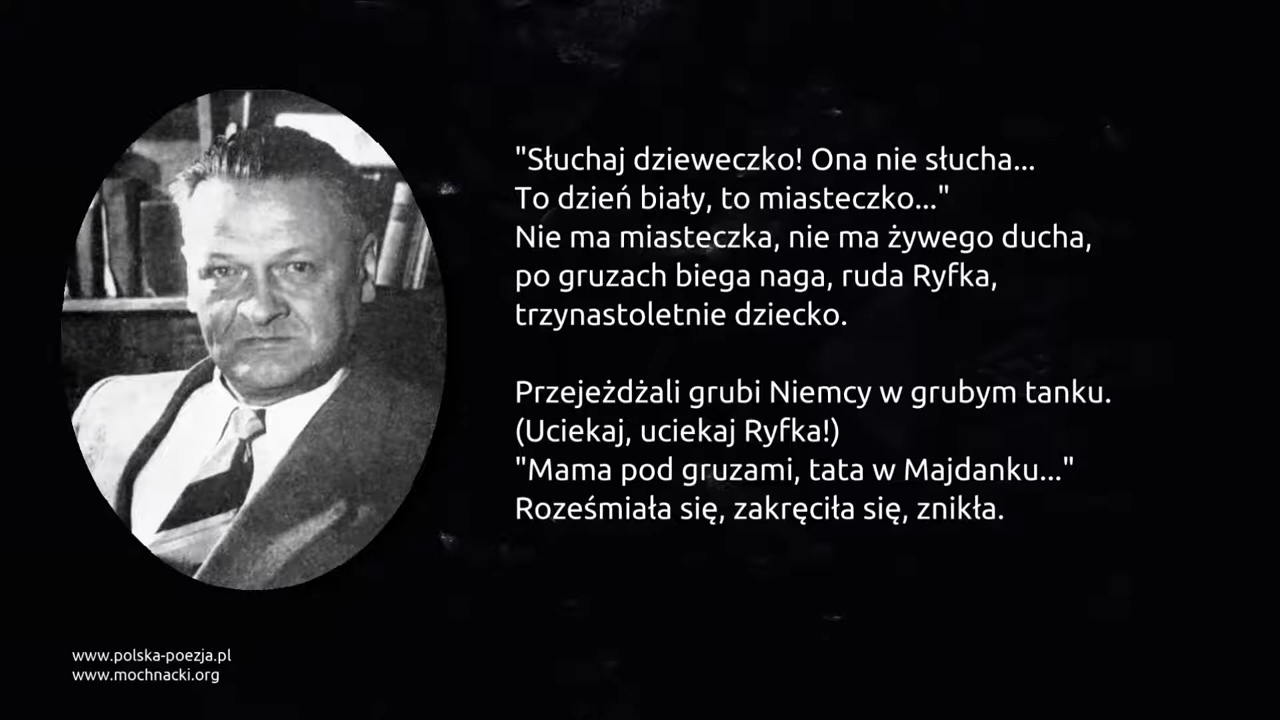 "Słuchaj dzieweczko! Ona nie słucha...
To dzień biały, to miasteczko..."
Nie ma miasteczka, nie ma żywego ducha,
po gruzach biega naga, ruda Ryfka,
trzynastoletnie dziecko.
Przejeżdżali grubi Niemcy w grubym tanku.
(Uciekaj, uciekaj Ryfka!)
"Mama pod gruzami, tata w Majdanku..."
Roześmiała się, zakręciła się, znikła.
www.polska-poezja.pl
www.mochnacki.org